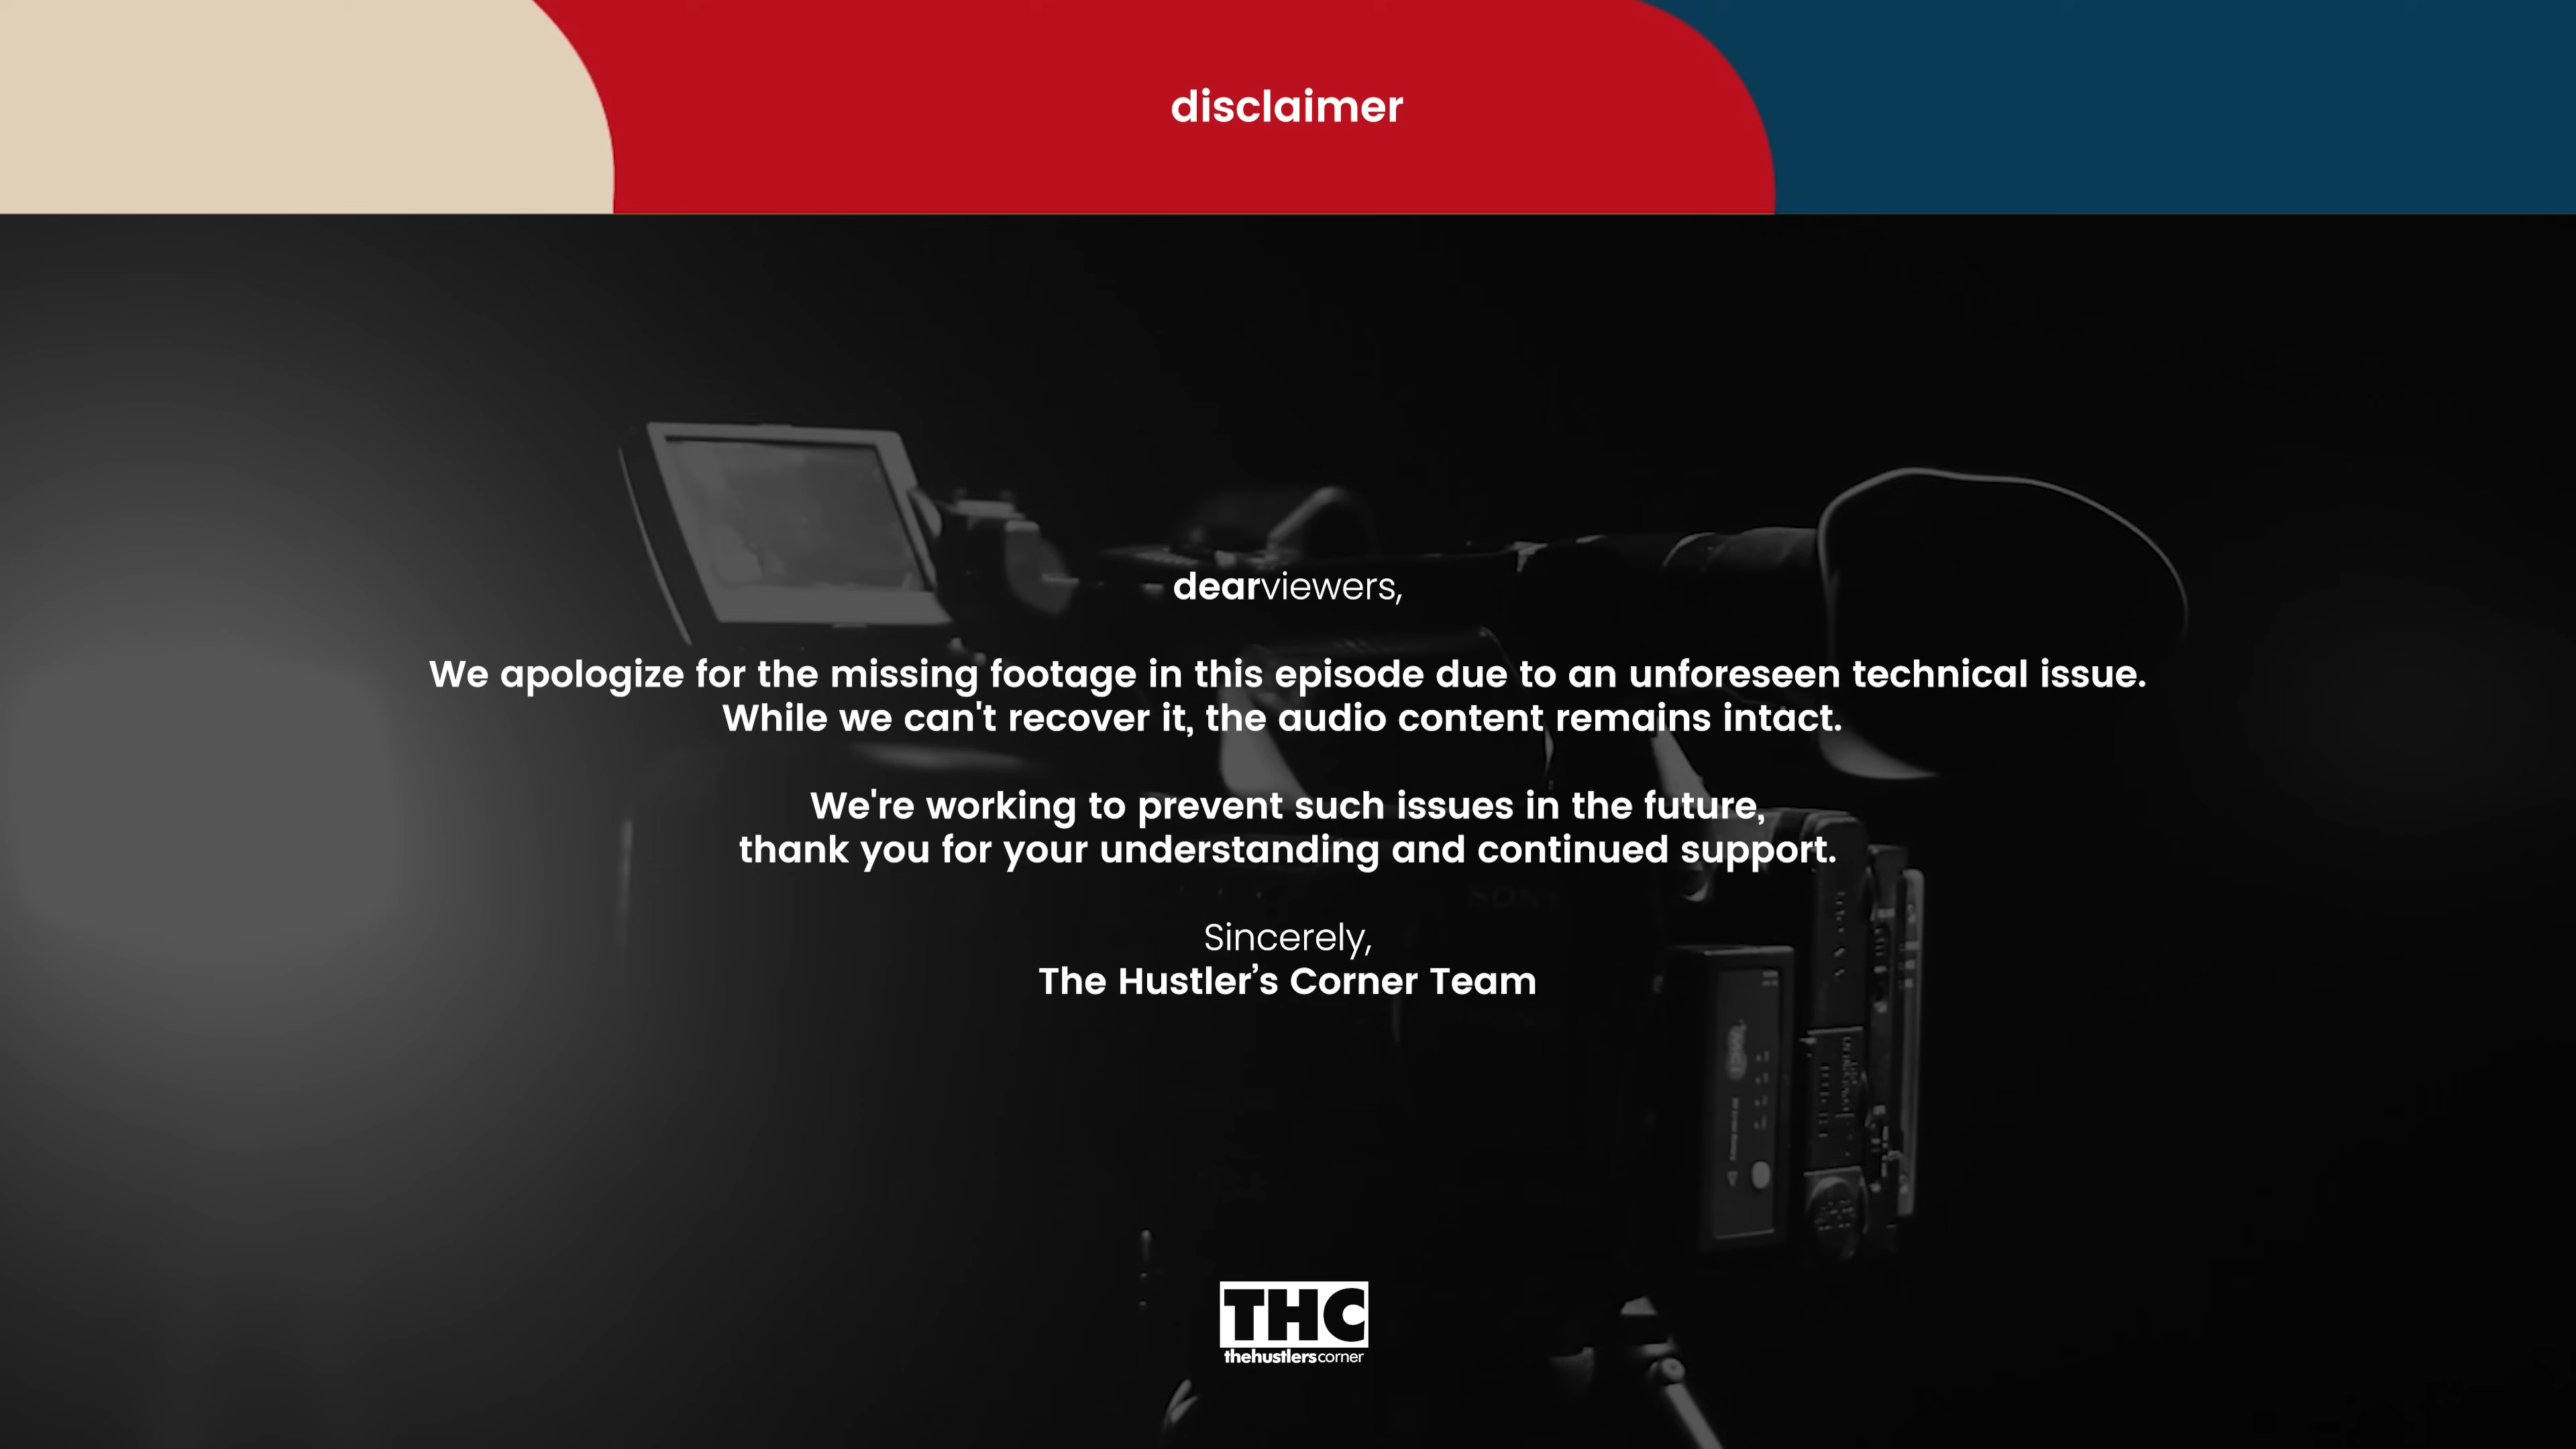 disclaimer
dearviewers,
We apologize for the missing footage in this episode due to an unforeseen technical issue.
While we can't recover it, the audio content remains intact.
We're working to prevent such issues in the future,
thank you for your understanding and continued support.
Sincerely,
The Hustler’s Corner Team
SONY
THC
thehustlerscorner